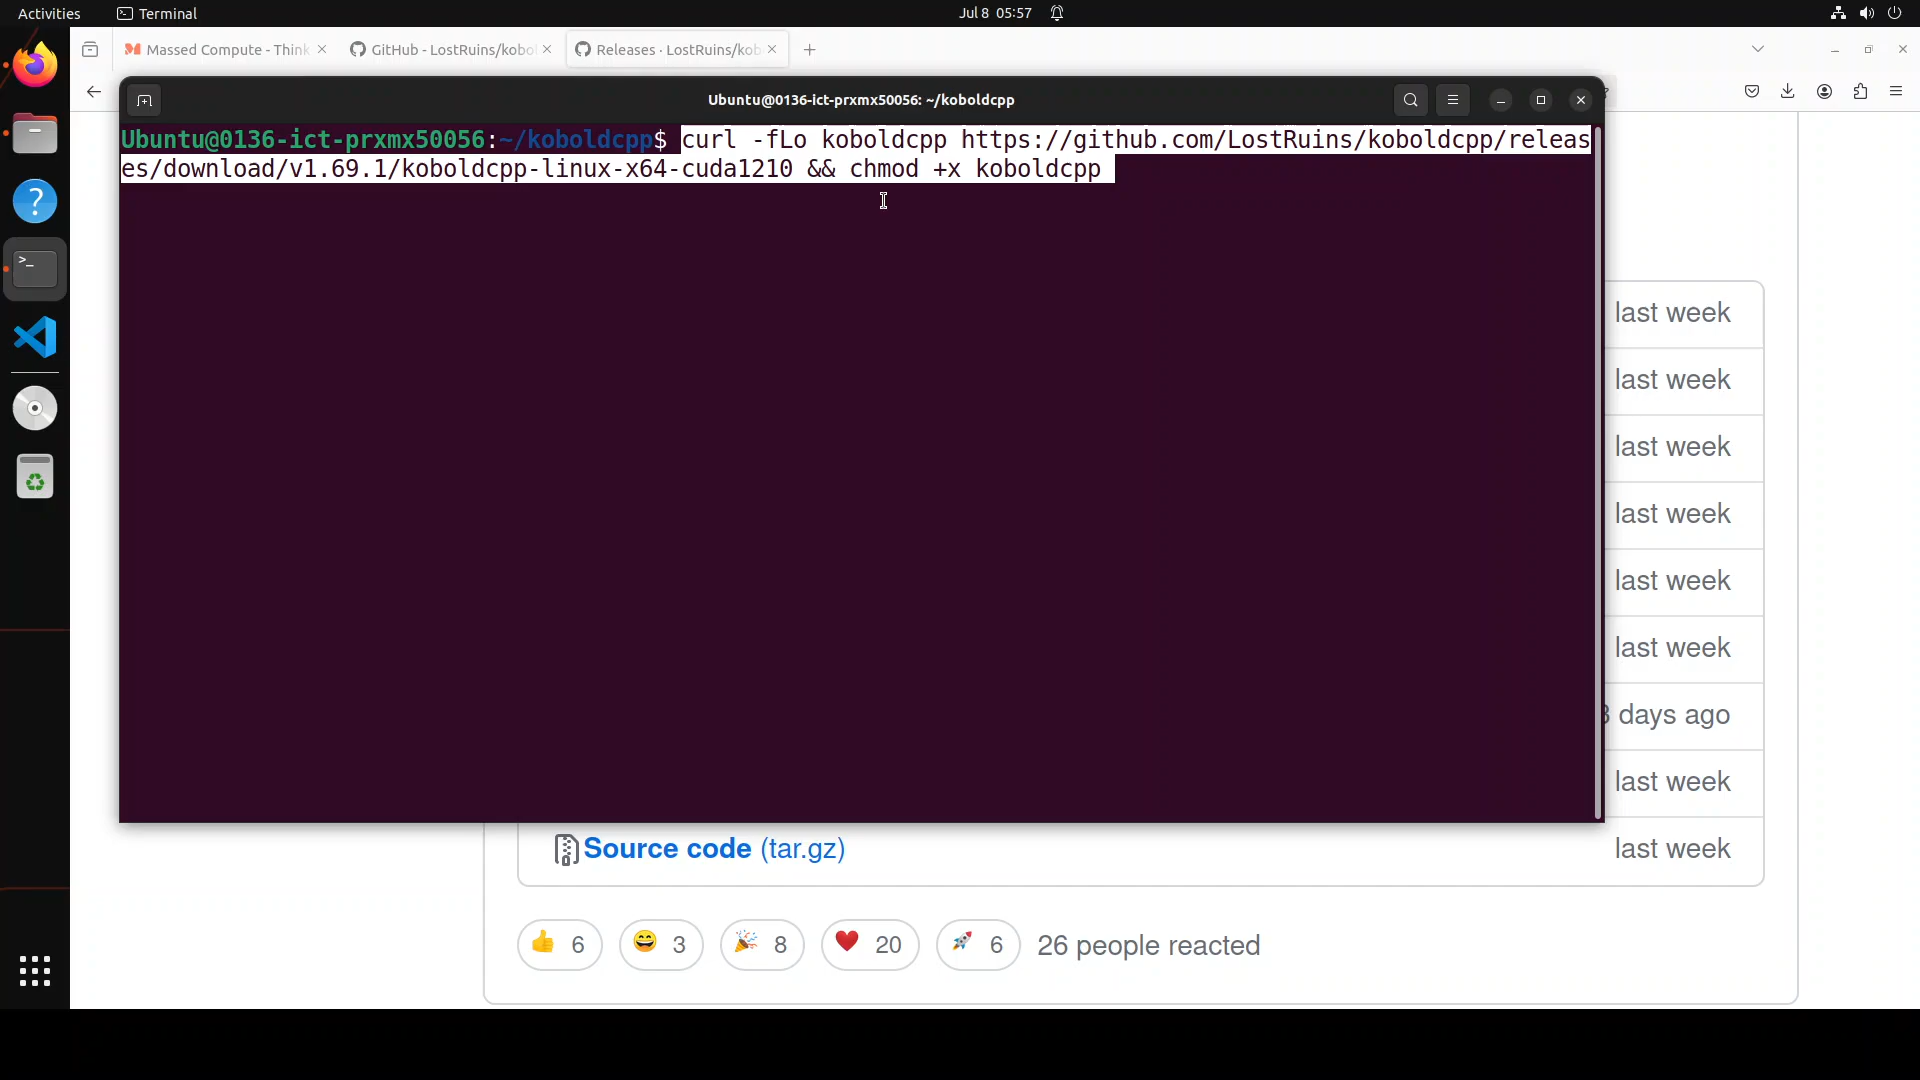 Activities
Terminal
Jul 8 05:57
Massed Compute - Think
GitHub - LostRuins/kobol
Releases · LostRuins/kob
Ubuntu@0136-ict-prxmx50056: ~/koboldcpp
Ubuntu@0136-ict-prxmx50056:~/koboldcpp$ curl -fLo koboldcpp https://github.com/LostRuins/koboldcpp/releas
es/download/v1.69.1/koboldcpp-linux-x64-cuda1210 && chmod +x koboldcpp
last week
last week
last week
last week
last week
last week
3 days ago
last week
Source code (tar.gz)
last week
6
3
8
20
6
26 people reacted